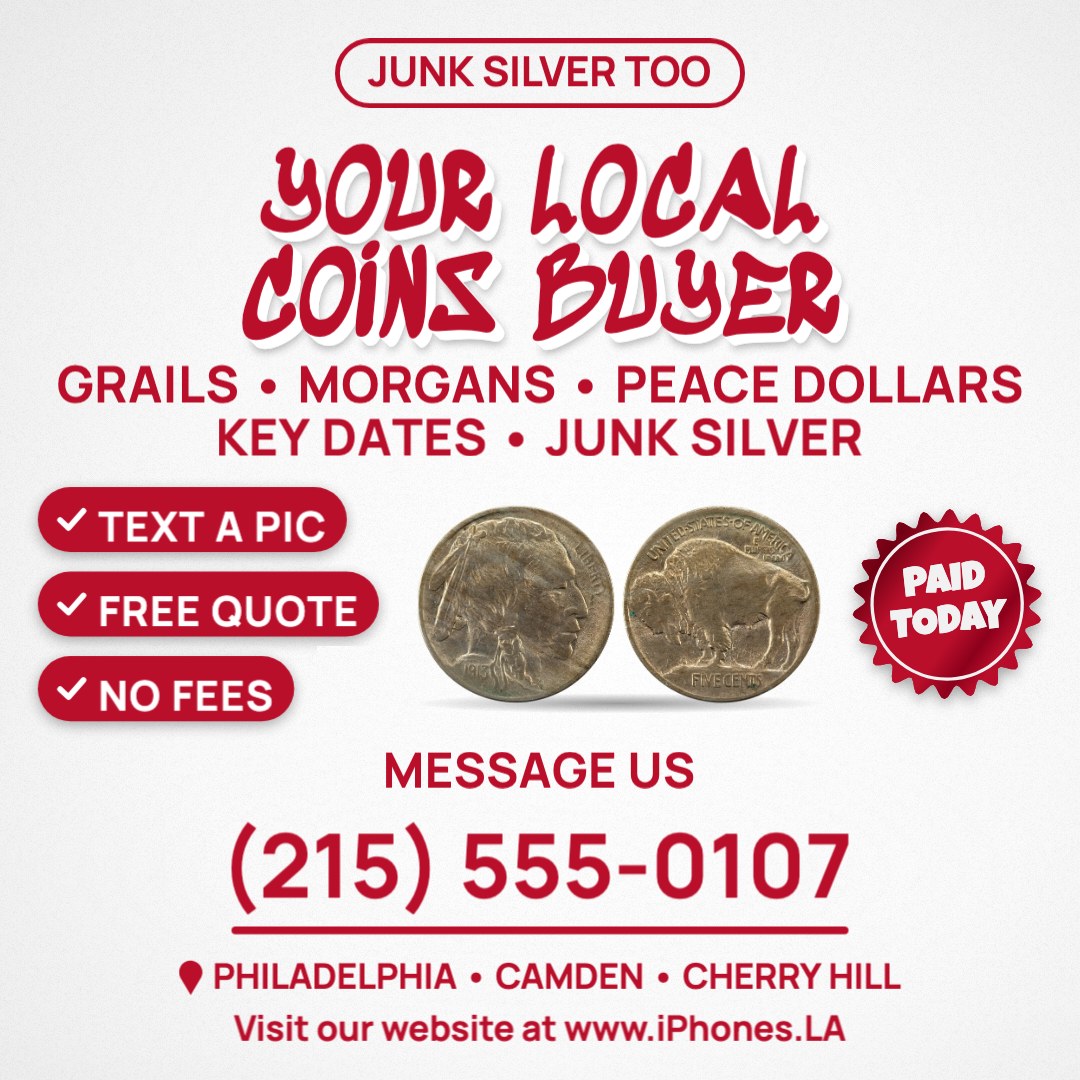 JUNK SILVER TOO
YOUR LOCAL
COINS BUYER
GRAILS • MORGANS • PEACE DOLLARS
KEY DATES • JUNK SILVER
TEXT A PIC
FREE QUOTE
NO FEES
UNITED STATES OF AMERICA
FIVE CENTS
PAID
TODAY
MESSAGE US
(215) 555-0107
PHILADELPHIA • CAMDEN • CHERRY HILL
Visit our website at www.iPhones.LA